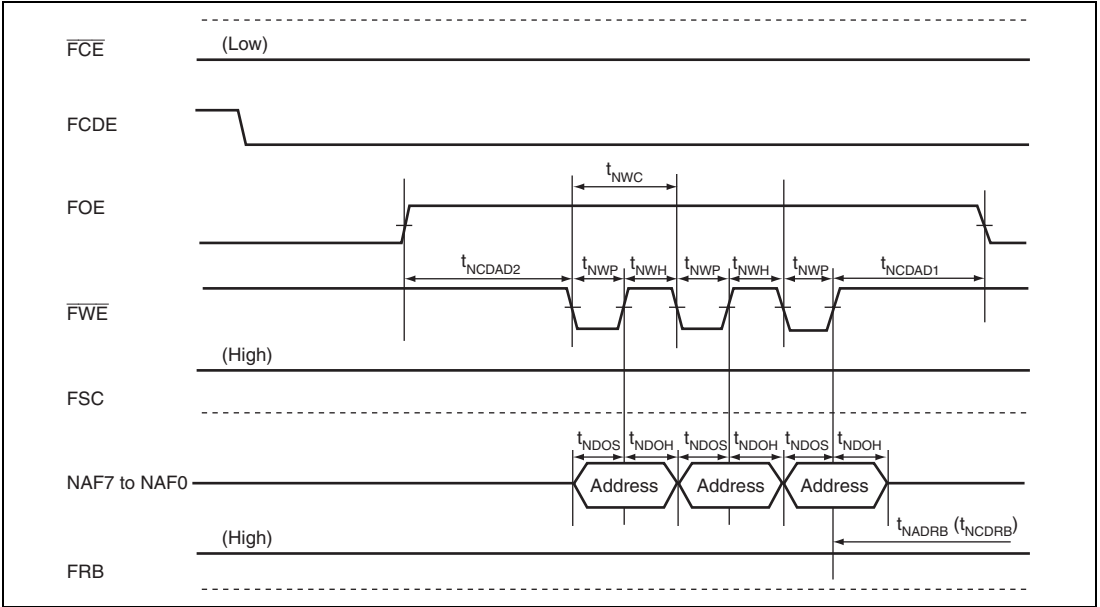 FCE (Low)
FCDE
tNWC
FOE
tNCDAD2 tNWP tNWH tNWP tNWH tNWP tNCDAD1
FWE
(High)
FSC
tNDOS tNDOH tNDOS tNDOH tNDOS tNDOH
NAF7 to NAF0 Address Address Address
tNADRB (tNCDRB)
(High)
FRB